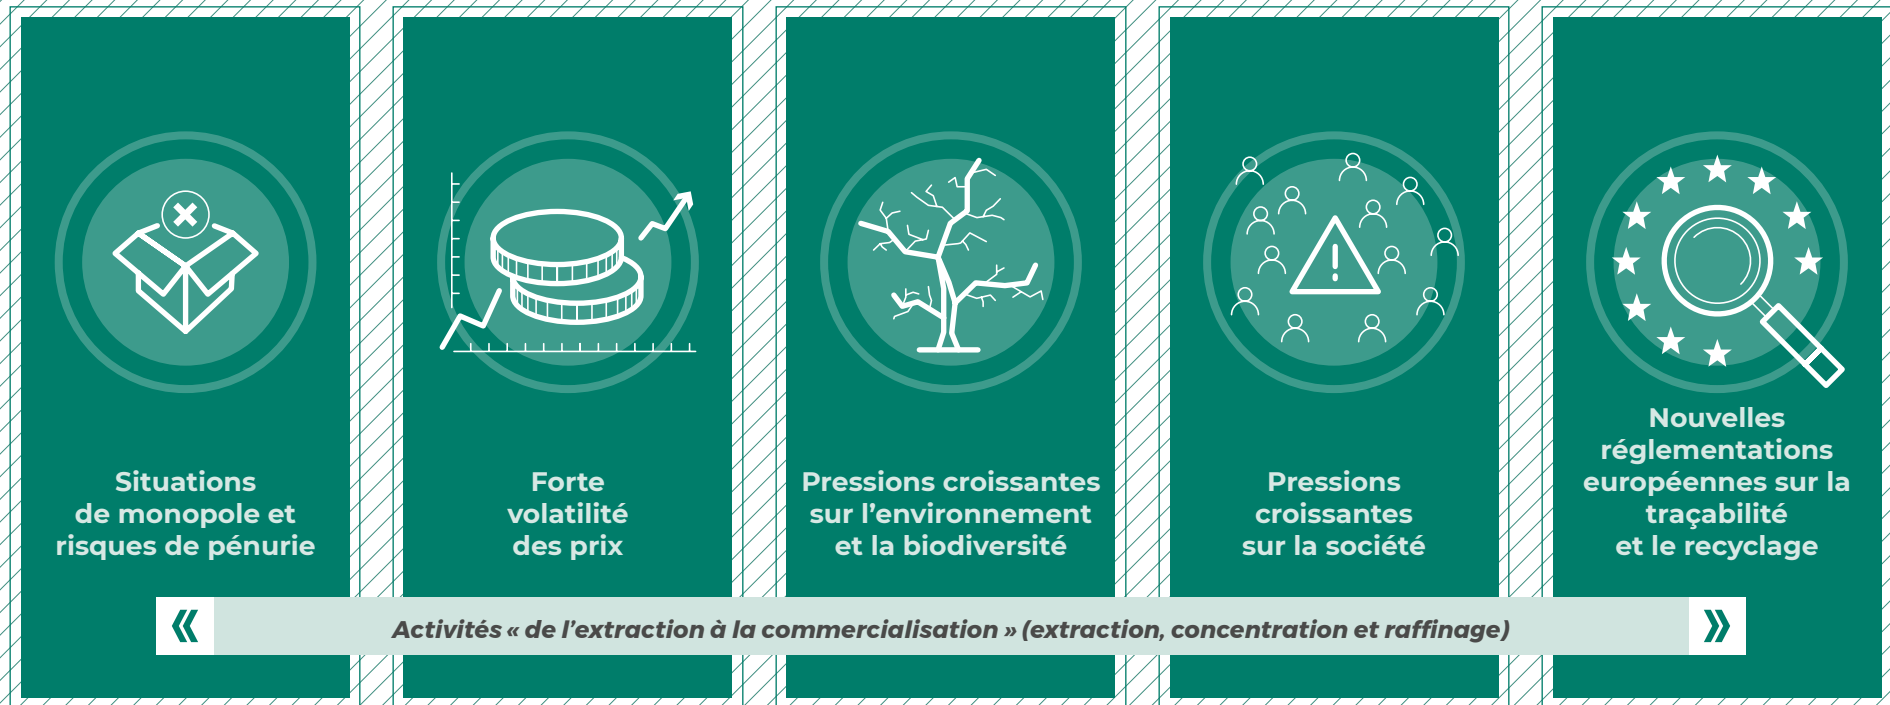 Situations
de monopole et
risques de pénurie
Forte
volatilité
des prix
Pressions croissantes
sur l’environnement
et la biodiversité
Pressions
croissantes
sur la société
Nouvelles
réglementations
européennes sur la
traçabilité
et le recyclage
Activités « de l’extraction à la commercialisation » (extraction, concentration et raffinage)